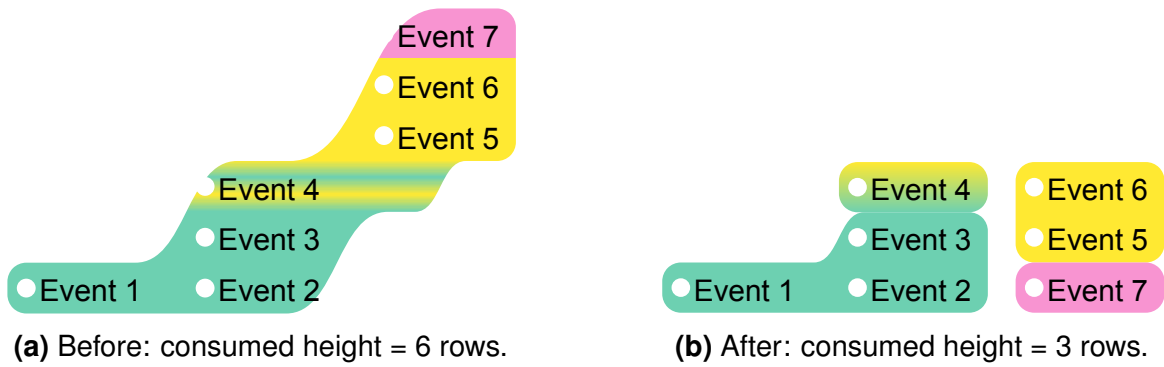 Event 7
Event 6
Event 5
Event 4
Event 3
Event 1
Event 2
(a) Before: consumed height = 6 rows.
Event 4
Event 6
Event 3
Event 5
Event 1
Event 2
Event 7
(b) After: consumed height = 3 rows.